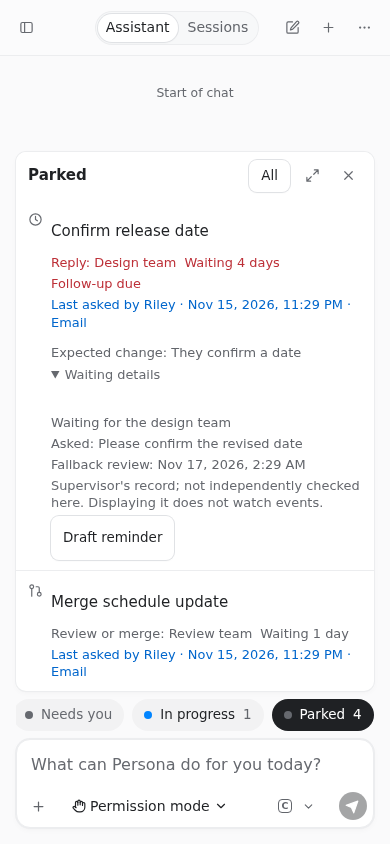 Assistant
Sessions
Start of chat
Parked
All
Confirm release date
Reply: Design team  Waiting 4 days
Follow-up due
Last asked by Riley · Nov 15, 2026, 11:29 PM ·
Email
Expected change: They confirm a date
▼ Waiting details
Waiting for the design team
Asked: Please confirm the revised date
Fallback review: Nov 17, 2026, 2:29 AM
Supervisor's record; not independently checked
here. Displaying it does not watch events.
Draft reminder
Merge schedule update
Review or merge: Review team  Waiting 1 day
Last asked by Riley · Nov 15, 2026, 11:29 PM ·
Email
Needs you
In progress 1
Parked 4
What can Persona do for you today?
Permission mode
C